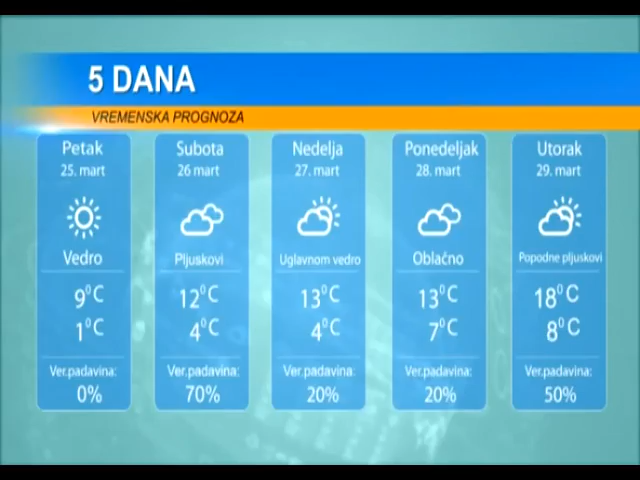 5 DANA
VREMENSKA PROGNOZA
Petak
25. mart
Vedro
9°C
1°C
Ver.padavina:
0%
Subota
26 mart
Pljuskovi
12°C
4°C
Ver.padavina:
70%
Nedelja
27. mart
Uglavnom vedro
13°C
4°C
Ver.padavina:
20%
Ponedeljak
28. mart
Oblačno
13°C
7°C
Ver.padavina:
20%
Utorak
29. mart
Popodne pljuskovi
18°C
8°C
Ver.padavina:
50%